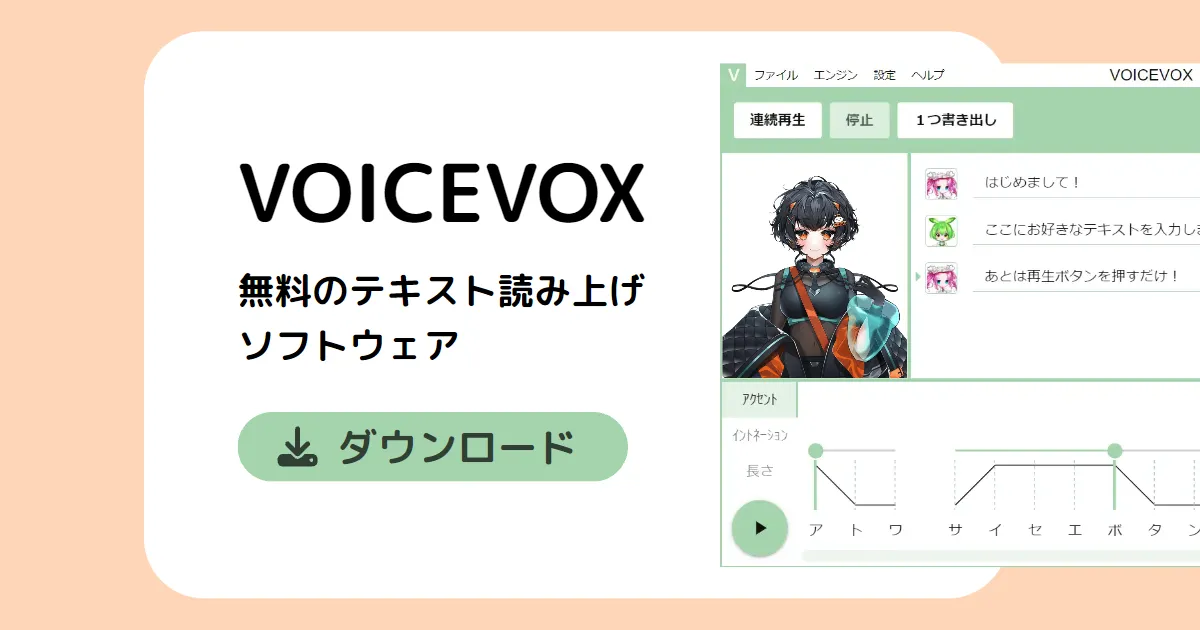 VOICEVOX
無料のテキスト読み上げ
ソフトウェア
ダウンロード
V ファイル エンジン 設定 ヘルプ VOICEVOX
連続再生 停止 1つ書き出し
はじめまして！
ここにお好きなテキストを入力しま
あとは再生ボタンを押すだけ！
アクセント
イントネーション
長さ
ア ト ワ サ イ セ エ ボ タ ン